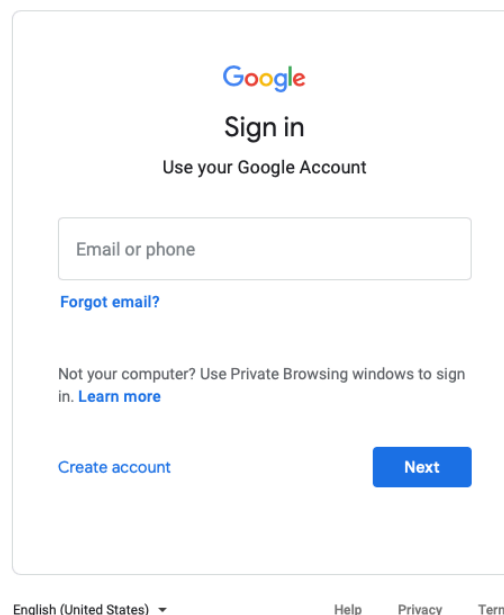 Google
Sign in
Use your Google Account
Email or phone
Forgot email?
Not your computer? Use Private Browsing windows to sign
in. Learn more
Create account Next
English (United States) Help Privacy